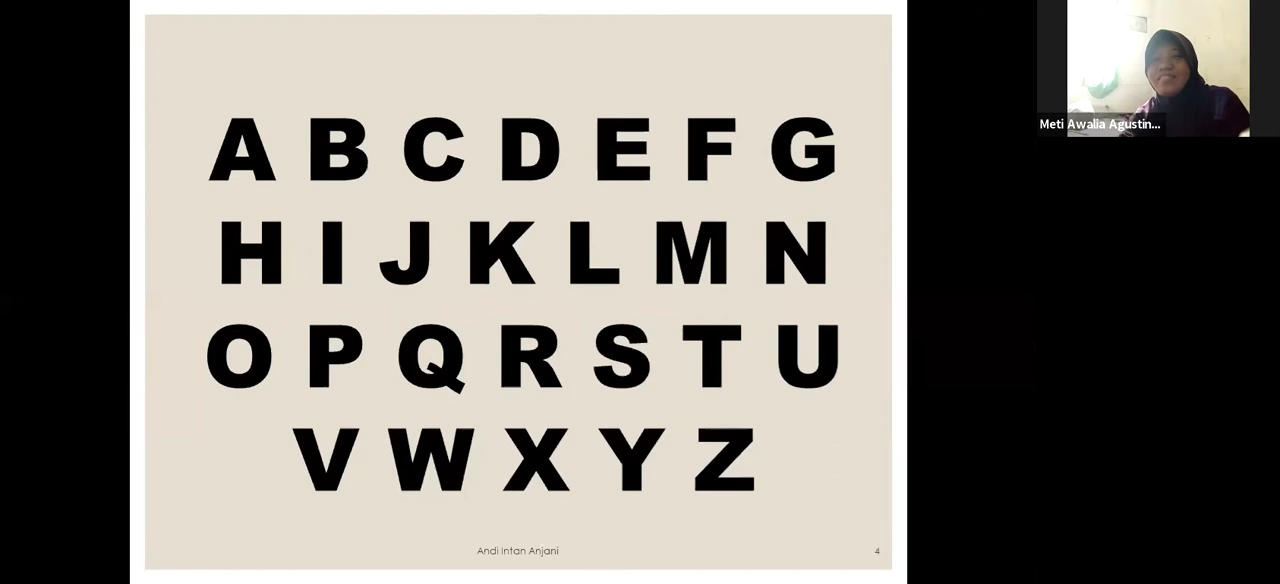 A B C D E F G
H I J K L M N
O P Q R S T U
V W X Y Z
Andi Intan Anjani
4
Meti Awalia Agustin...